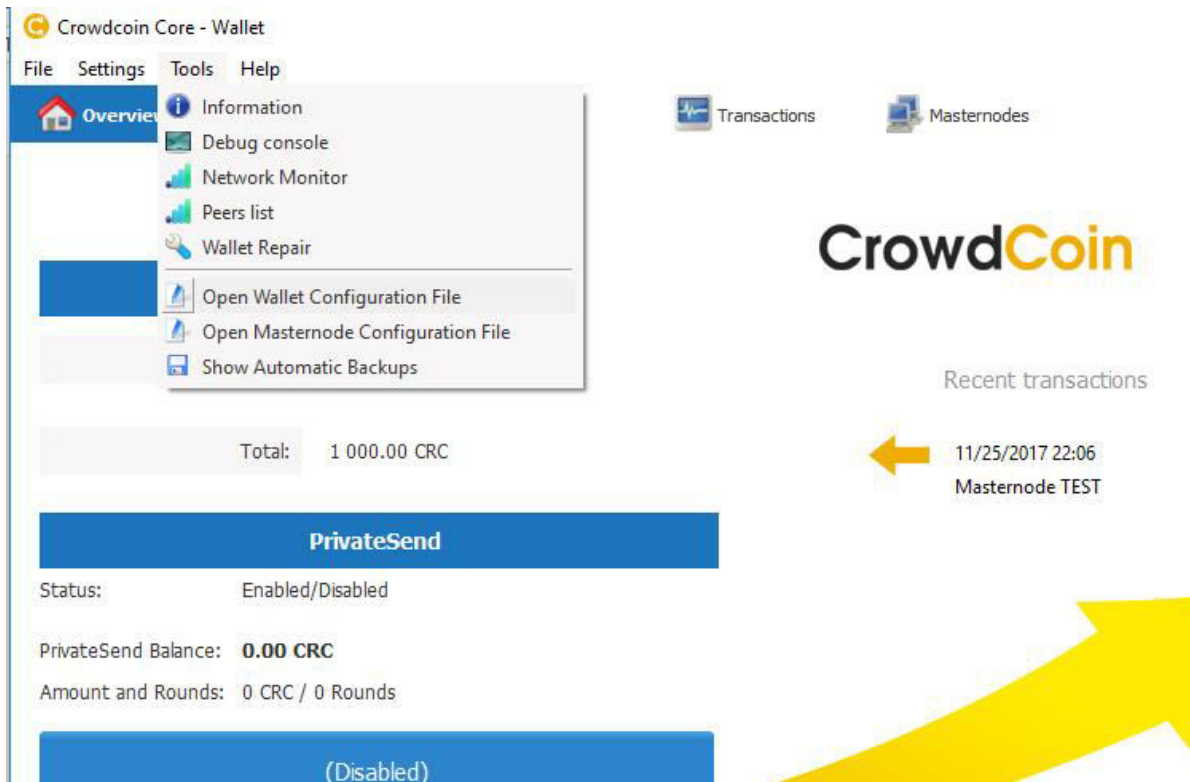 Crowdcoin Core - Wallet
File Settings Tools Help
Overvie
Information
Debug console
Network Monitor
Peers list
Wallet Repair
Open Wallet Configuration File
Open Masternode Configuration File
Show Automatic Backups
Transactions
Masternodes
CrowdCoin
Recent transactions
Total: 1 000.00 CRC
11/25/2017 22:06
Masternode TEST
PrivateSend
Status: Enabled/Disabled
PrivateSend Balance: 0.00 CRC
Amount and Rounds: 0 CRC / 0 Rounds
(Disabled)